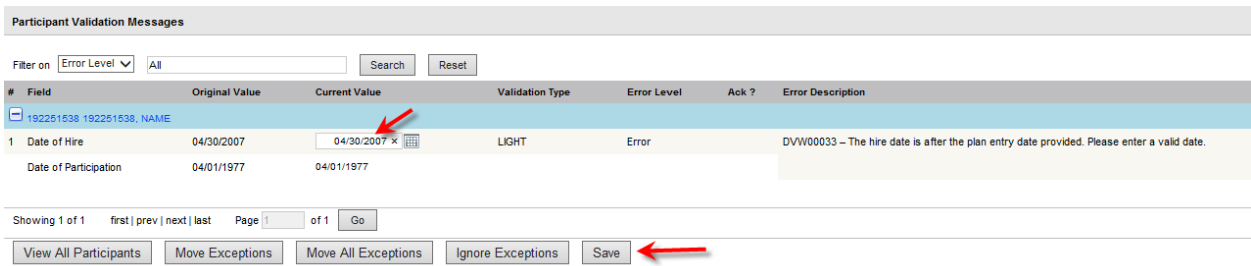 Participant Validation Messages
Filter on Error Level All Search Reset
# Field Original Value Current Value Validation Type Error Level Ack ? Error Description
192251538 192251538, NAME
1 Date of Hire 04/30/2007 04/30/2007 × LIGHT Error DVW00033 – The hire date is after the plan entry date provided. Please enter a valid date.
Date of Participation 04/01/1977 04/01/1977
Showing 1 of 1 first | prev | next | last Page 1 of 1 Go
View All Participants Move Exceptions Move All Exceptions Ignore Exceptions Save